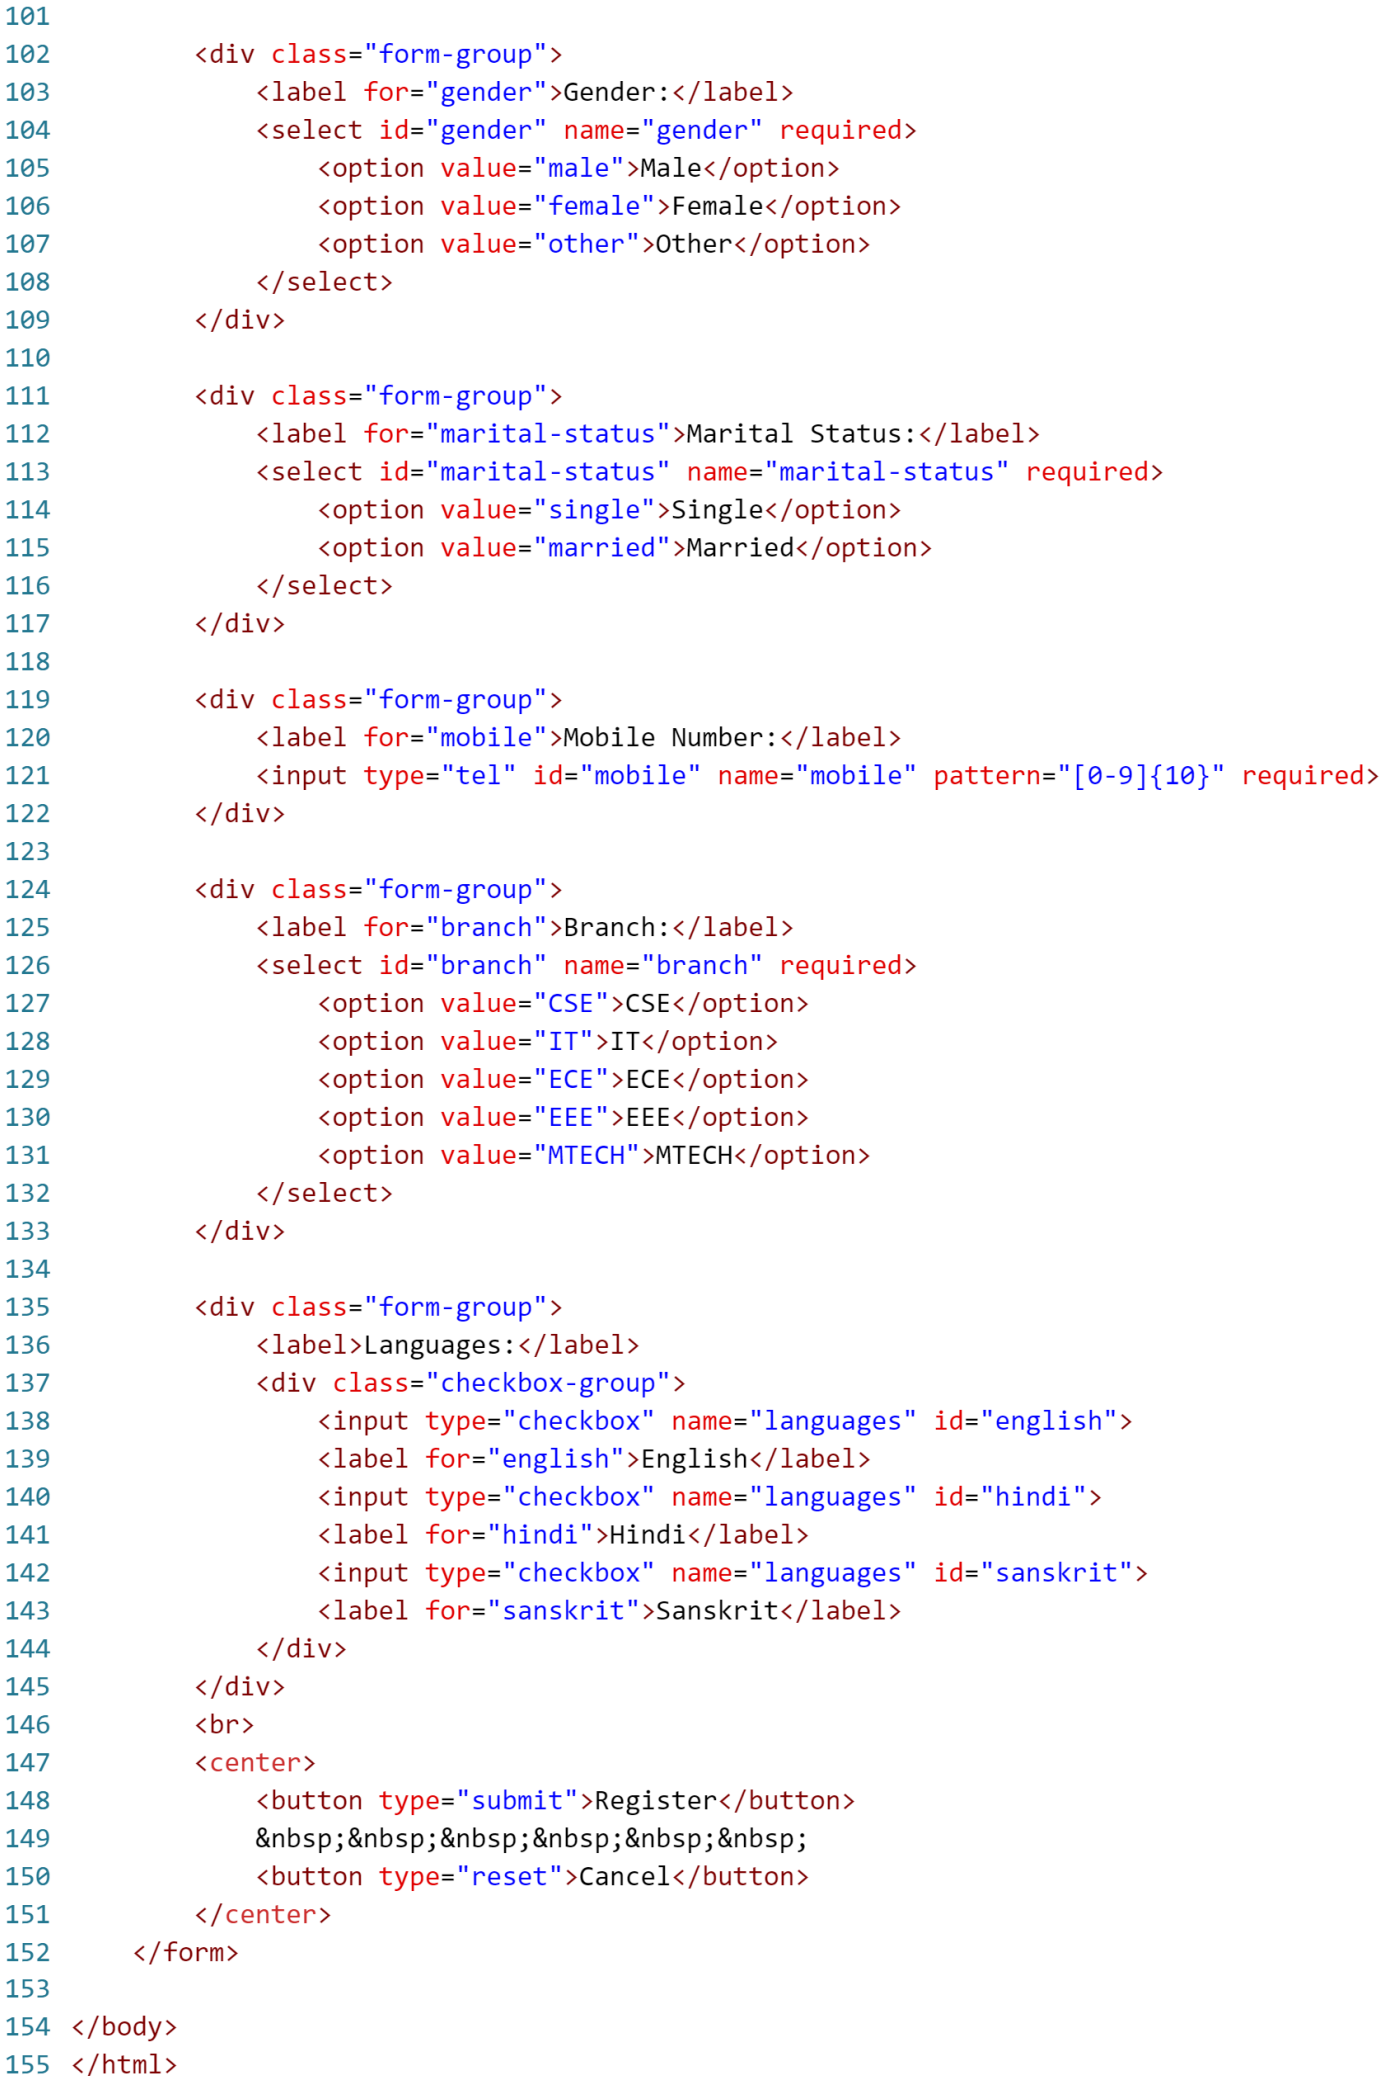 101
102         <div class="form-group">
103             <label for="gender">Gender:</label>
104             <select id="gender" name="gender" required>
105                 <option value="male">Male</option>
106                 <option value="female">Female</option>
107                 <option value="other">Other</option>
108             </select>
109         </div>
110
111         <div class="form-group">
112             <label for="marital-status">Marital Status:</label>
113             <select id="marital-status" name="marital-status" required>
114                 <option value="single">Single</option>
115                 <option value="married">Married</option>
116             </select>
117         </div>
118
119         <div class="form-group">
120             <label for="mobile">Mobile Number:</label>
121             <input type="tel" id="mobile" name="mobile" pattern="[0-9]{10}" required>
122         </div>
123
124         <div class="form-group">
125             <label for="branch">Branch:</label>
126             <select id="branch" name="branch" required>
127                 <option value="CSE">CSE</option>
128                 <option value="IT">IT</option>
129                 <option value="ECE">ECE</option>
130                 <option value="EEE">EEE</option>
131                 <option value="MTECH">MTECH</option>
132             </select>
133         </div>
134
135         <div class="form-group">
136             <label>Languages:</label>
137             <div class="checkbox-group">
138                 <input type="checkbox" name="languages" id="english">
139                 <label for="english">English</label>
140                 <input type="checkbox" name="languages" id="hindi">
141                 <label for="hindi">Hindi</label>
142                 <input type="checkbox" name="languages" id="sanskrit">
143                 <label for="sanskrit">Sanskrit</label>
144             </div>
145         </div>
146         <br>
147         <center>
148             <button type="submit">Register</button>
149             &nbsp;&nbsp;&nbsp;&nbsp;&nbsp;&nbsp;
150             <button type="reset">Cancel</button>
151         </center>
152     </form>
153
154 </body>
155 </html>